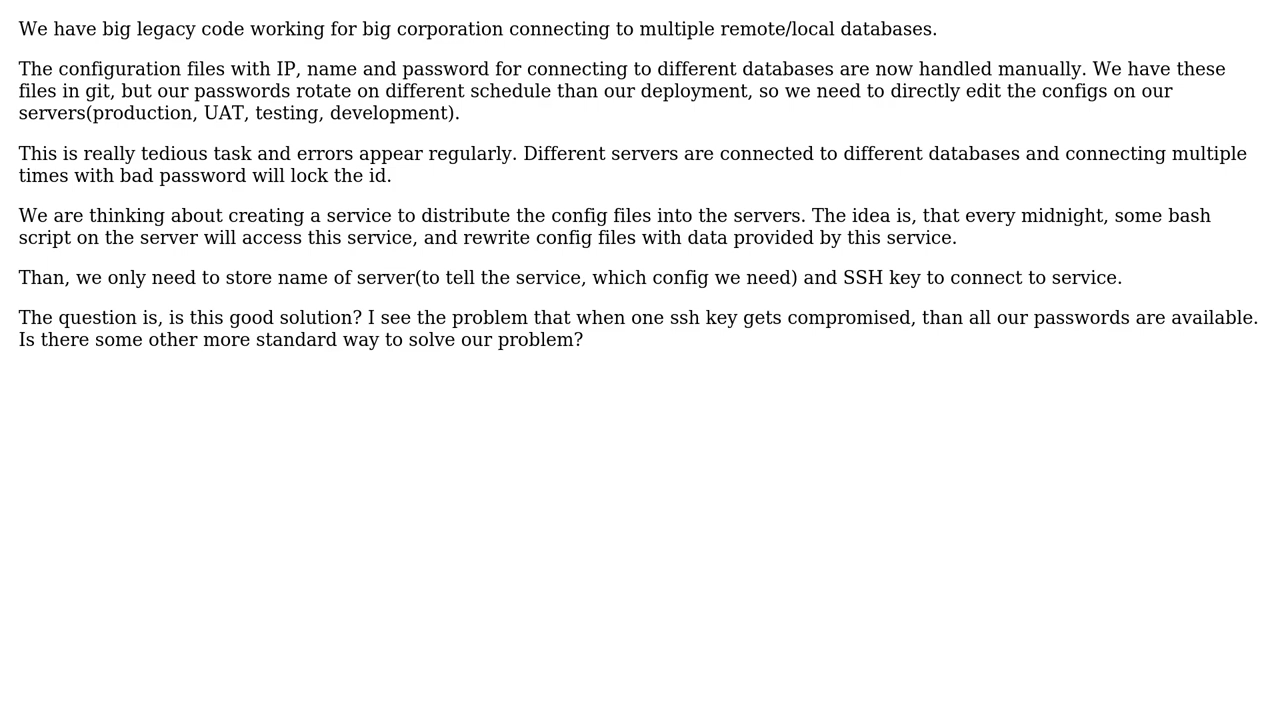 We have big legacy code working for big corporation connecting to multiple remote/local databases.
The configuration files with IP, name and password for connecting to different databases are now handled manually. We have these
files in git, but our passwords rotate on different schedule than our deployment, so we need to directly edit the configs on our
servers(production, UAT, testing, development).
This is really tedious task and errors appear regularly. Different servers are connected to different databases and connecting multiple
times with bad password will lock the id.
We are thinking about creating a service to distribute the config files into the servers. The idea is, that every midnight, some bash
script on the server will access this service, and rewrite config files with data provided by this service.
Than, we only need to store name of server(to tell the service, which config we need) and SSH key to connect to service.
The question is, is this good solution? I see the problem that when one ssh key gets compromised, than all our passwords are available.
Is there some other more standard way to solve our problem?